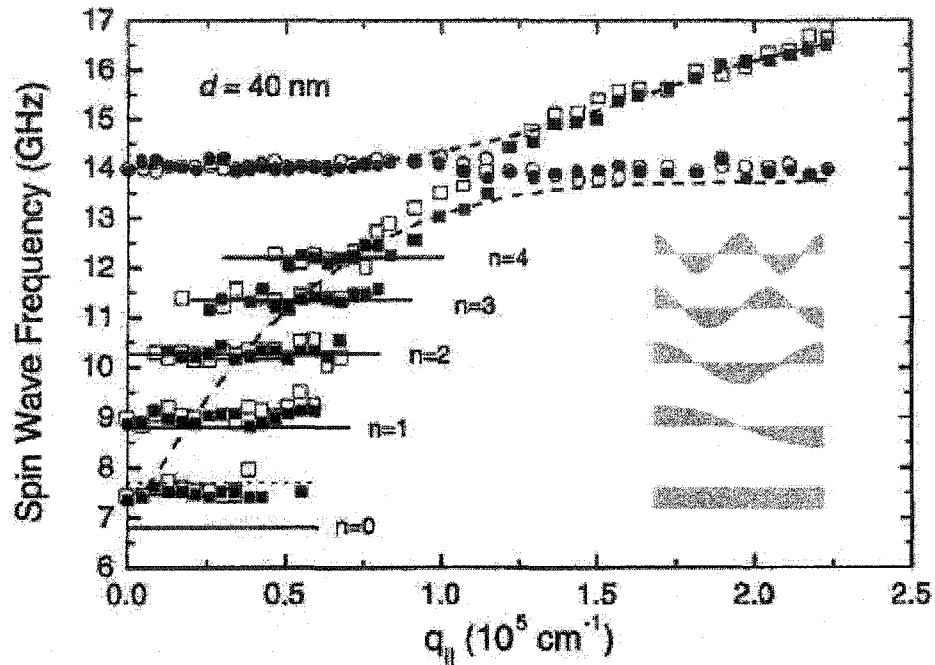 17
16
15
14
13
12
11
10
9
8
7
6
Spin Wave Frequency (GHz)
d = 40 nm
n=4
n=3
n=2
n=1
n=0
0.0 0.5 1.0 1.5 2.0 2.5
q|| (10⁵ cm⁻¹)